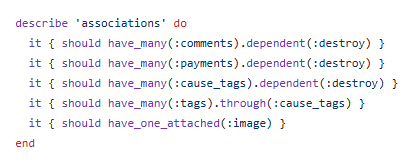 describe 'associations' do
  it { should have_many(:comments).dependent(:destroy) }
  it { should have_many(:payments).dependent(:destroy) }
  it { should have_many(:cause_tags).dependent(:destroy) }
  it { should have_many(:tags).through(:cause_tags) }
  it { should have_one_attached(:image) }
end